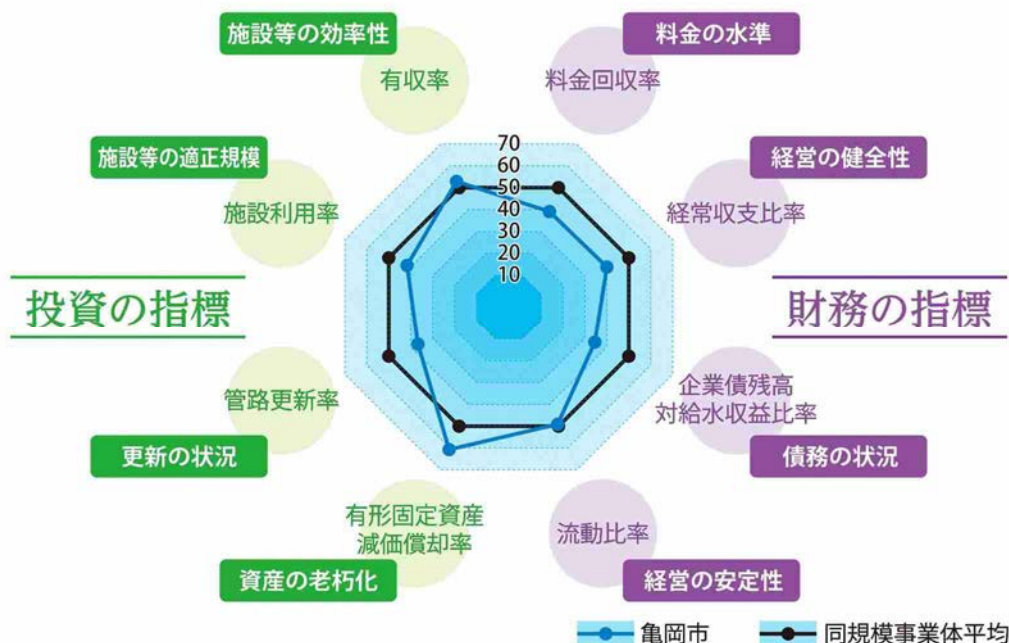 施設等の効率性
料金の水準
有収率
料金回収率
施設等の適正規模
経営の健全性
施設利用率
経常収支比率
70
60
50
40
30
20
10
投資の指標
財務の指標
管路更新率
企業債残高
対給水収益比率
更新の状況
債務の状況
有形固定資産
減価償却率
流動比率
資産の老朽化
経営の安定性
亀岡市
同規模事業体平均